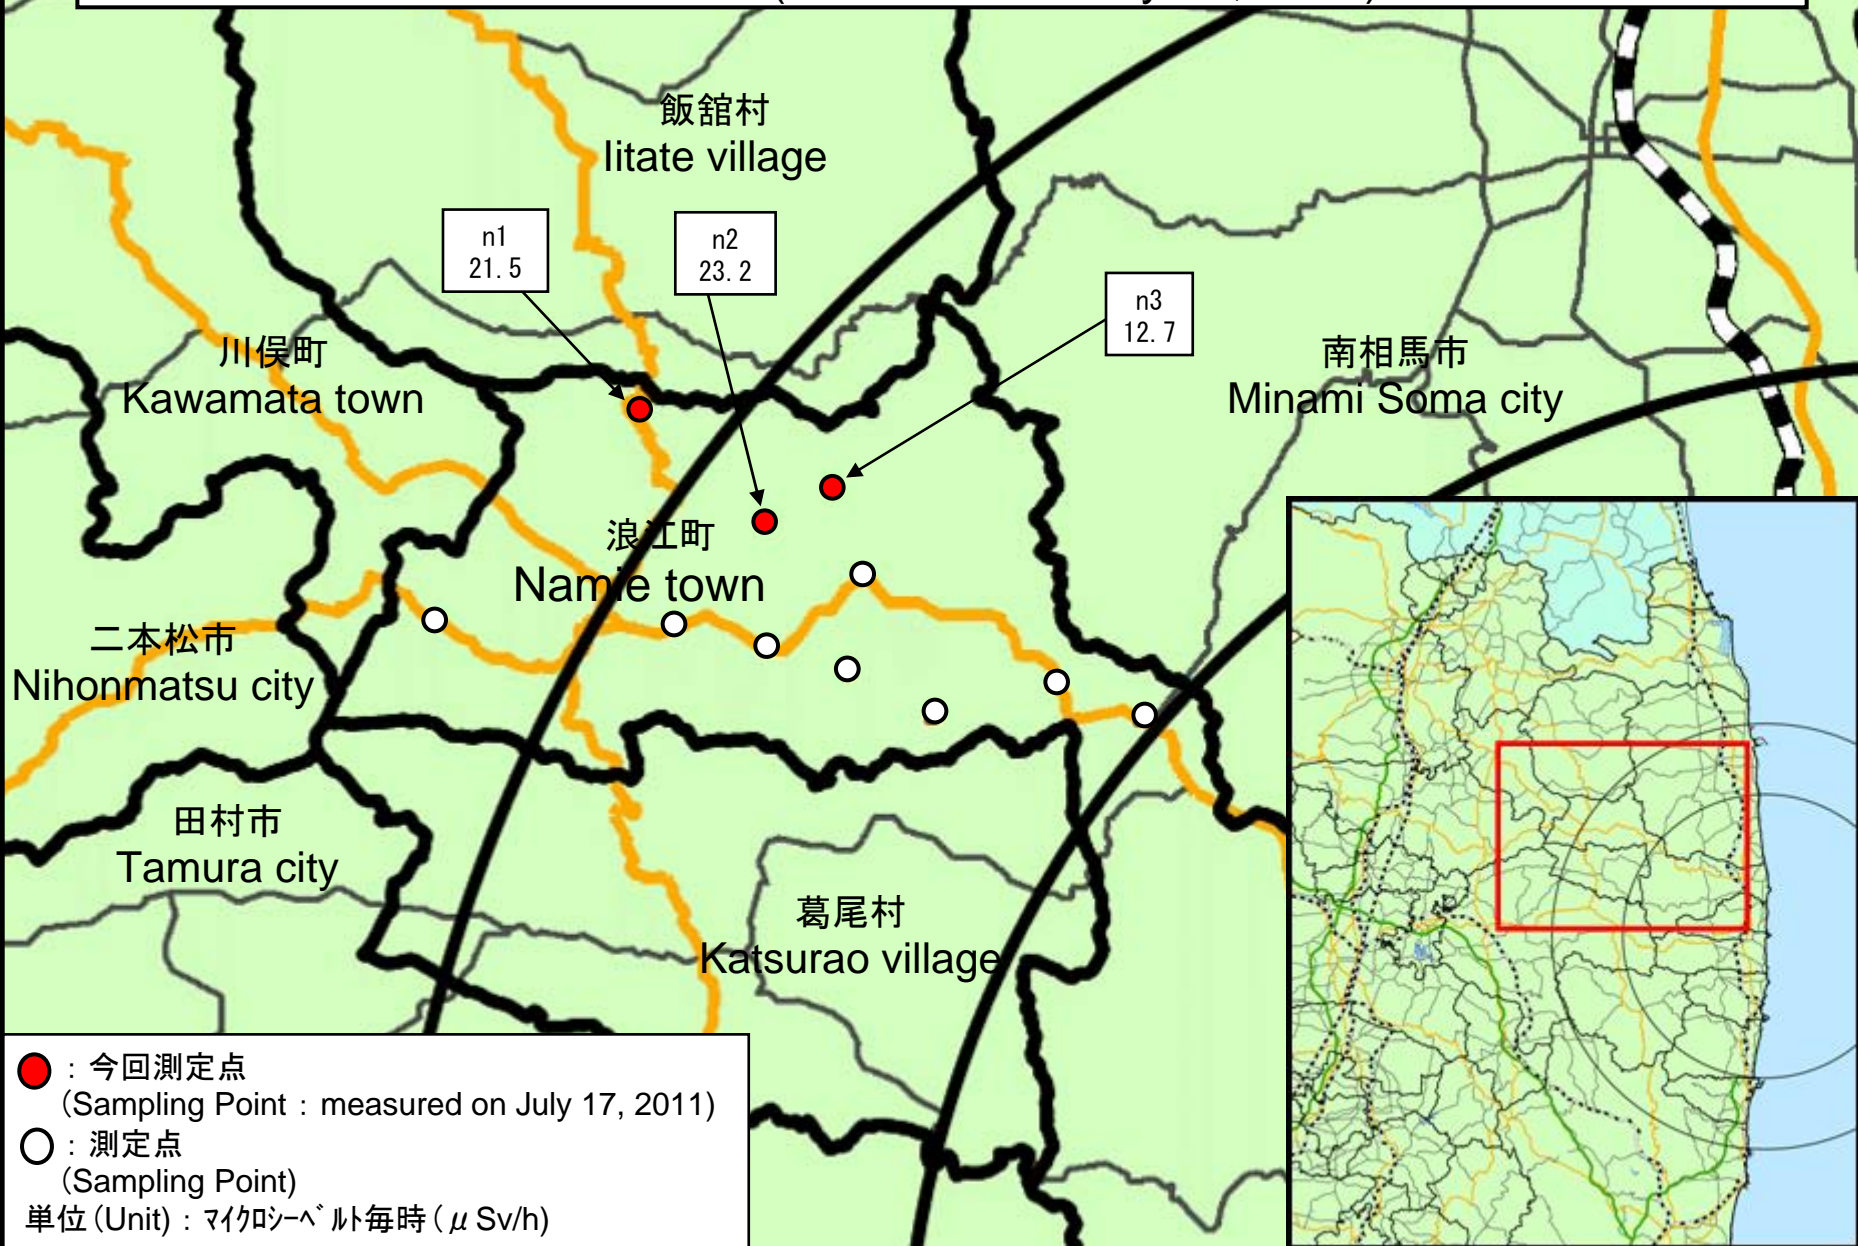 飯舘村
Iitate village
n1
21.5
n2
23.2
n3
12.7
川俣町
Kawamata town
南相馬市
Minami Soma city
浪江町
Namie town
二本松市
Nihonmatsu city
田村市
Tamura city
葛尾村
Katsurao village
：今回測定点
（Sampling Point：measured on July 17, 2011)
：測定点
（Sampling Point)
単位(Unit)：ﾏｲｸﾛｼｰﾍﾞﾙﾄ毎時(μSv/h)